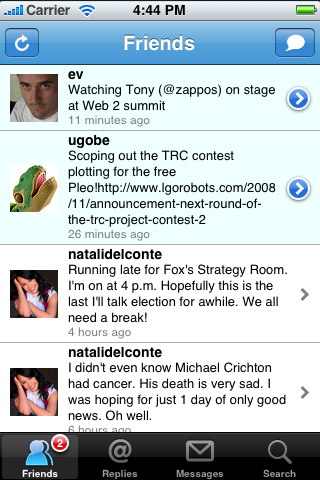 Carrier 4:44 PM
Friends
ev
Watching Tony (@zappos) on stage
at Web 2 summit
11 minutes ago
ugobe
Scoping out the TRC contest
plotting for the free
Pleo!http://www.lgorobots.com/2008
/11/announcement-next-round-of-
the-trc-project-contest-2
26 minutes ago
natalidelconte
Running late for Fox's Strategy Room.
I'm on at 4 p.m. Hopefully this is the
last I'll talk election for awhile. We all
need a break!
4 hours ago
natalidelconte
I didn't even know Michael Crichton
had cancer. His death is very sad. I
was hoping for just 1 day of only good
news. Oh well.
6 hours ago
2
Friends Replies Messages Search